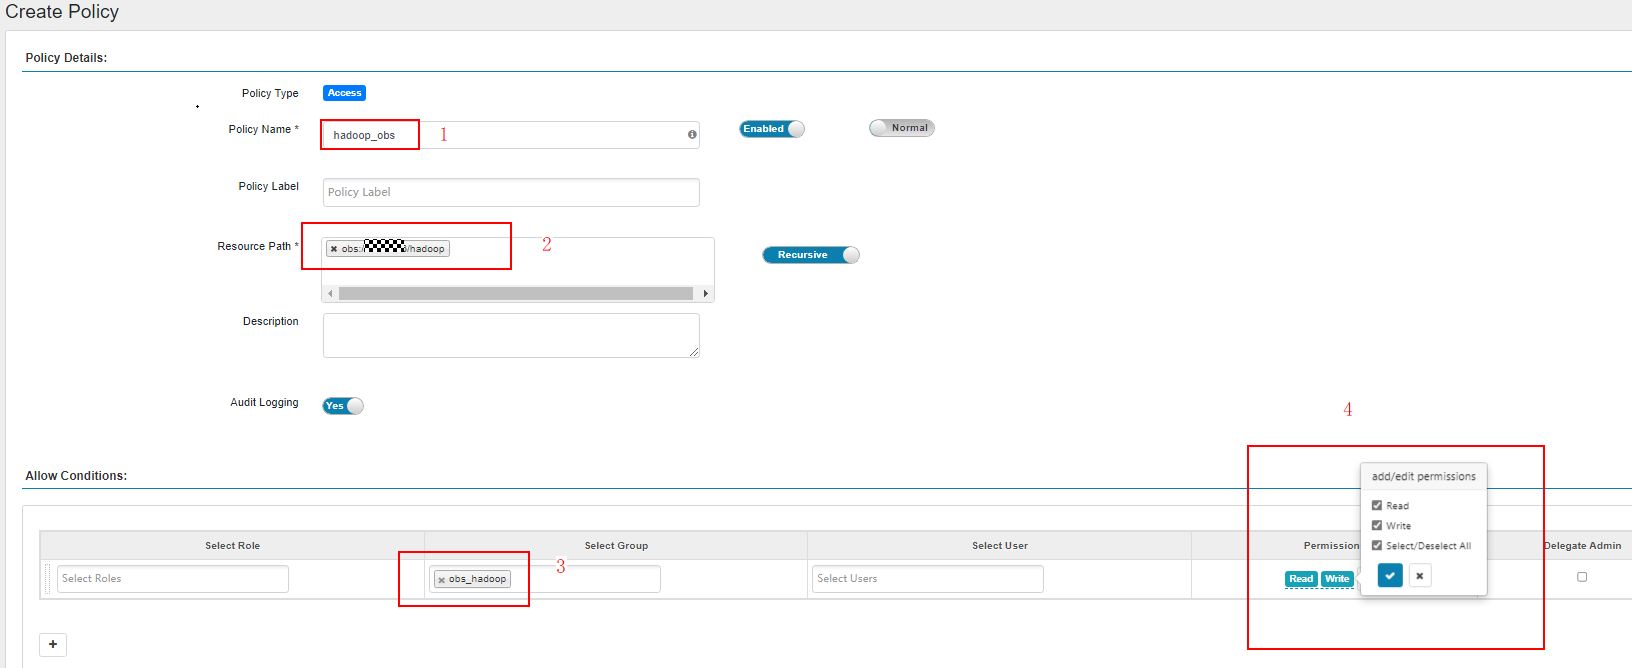 Create Policy
Policy Details:
Policy Type Access
Policy Name * hadoop_obs 1 Enabled Normal
Policy Label Policy Label
Resource Path * obs:/ /hadoop 2 Recursive
Description
Audit Logging Yes
4
Allow Conditions:
add/edit permissions
Read
Write
Select/Deselect All
Select Role Select Group Select User Permission Delegate Admin
Select Roles obs_hadoop 3 Select Users Read Write
+